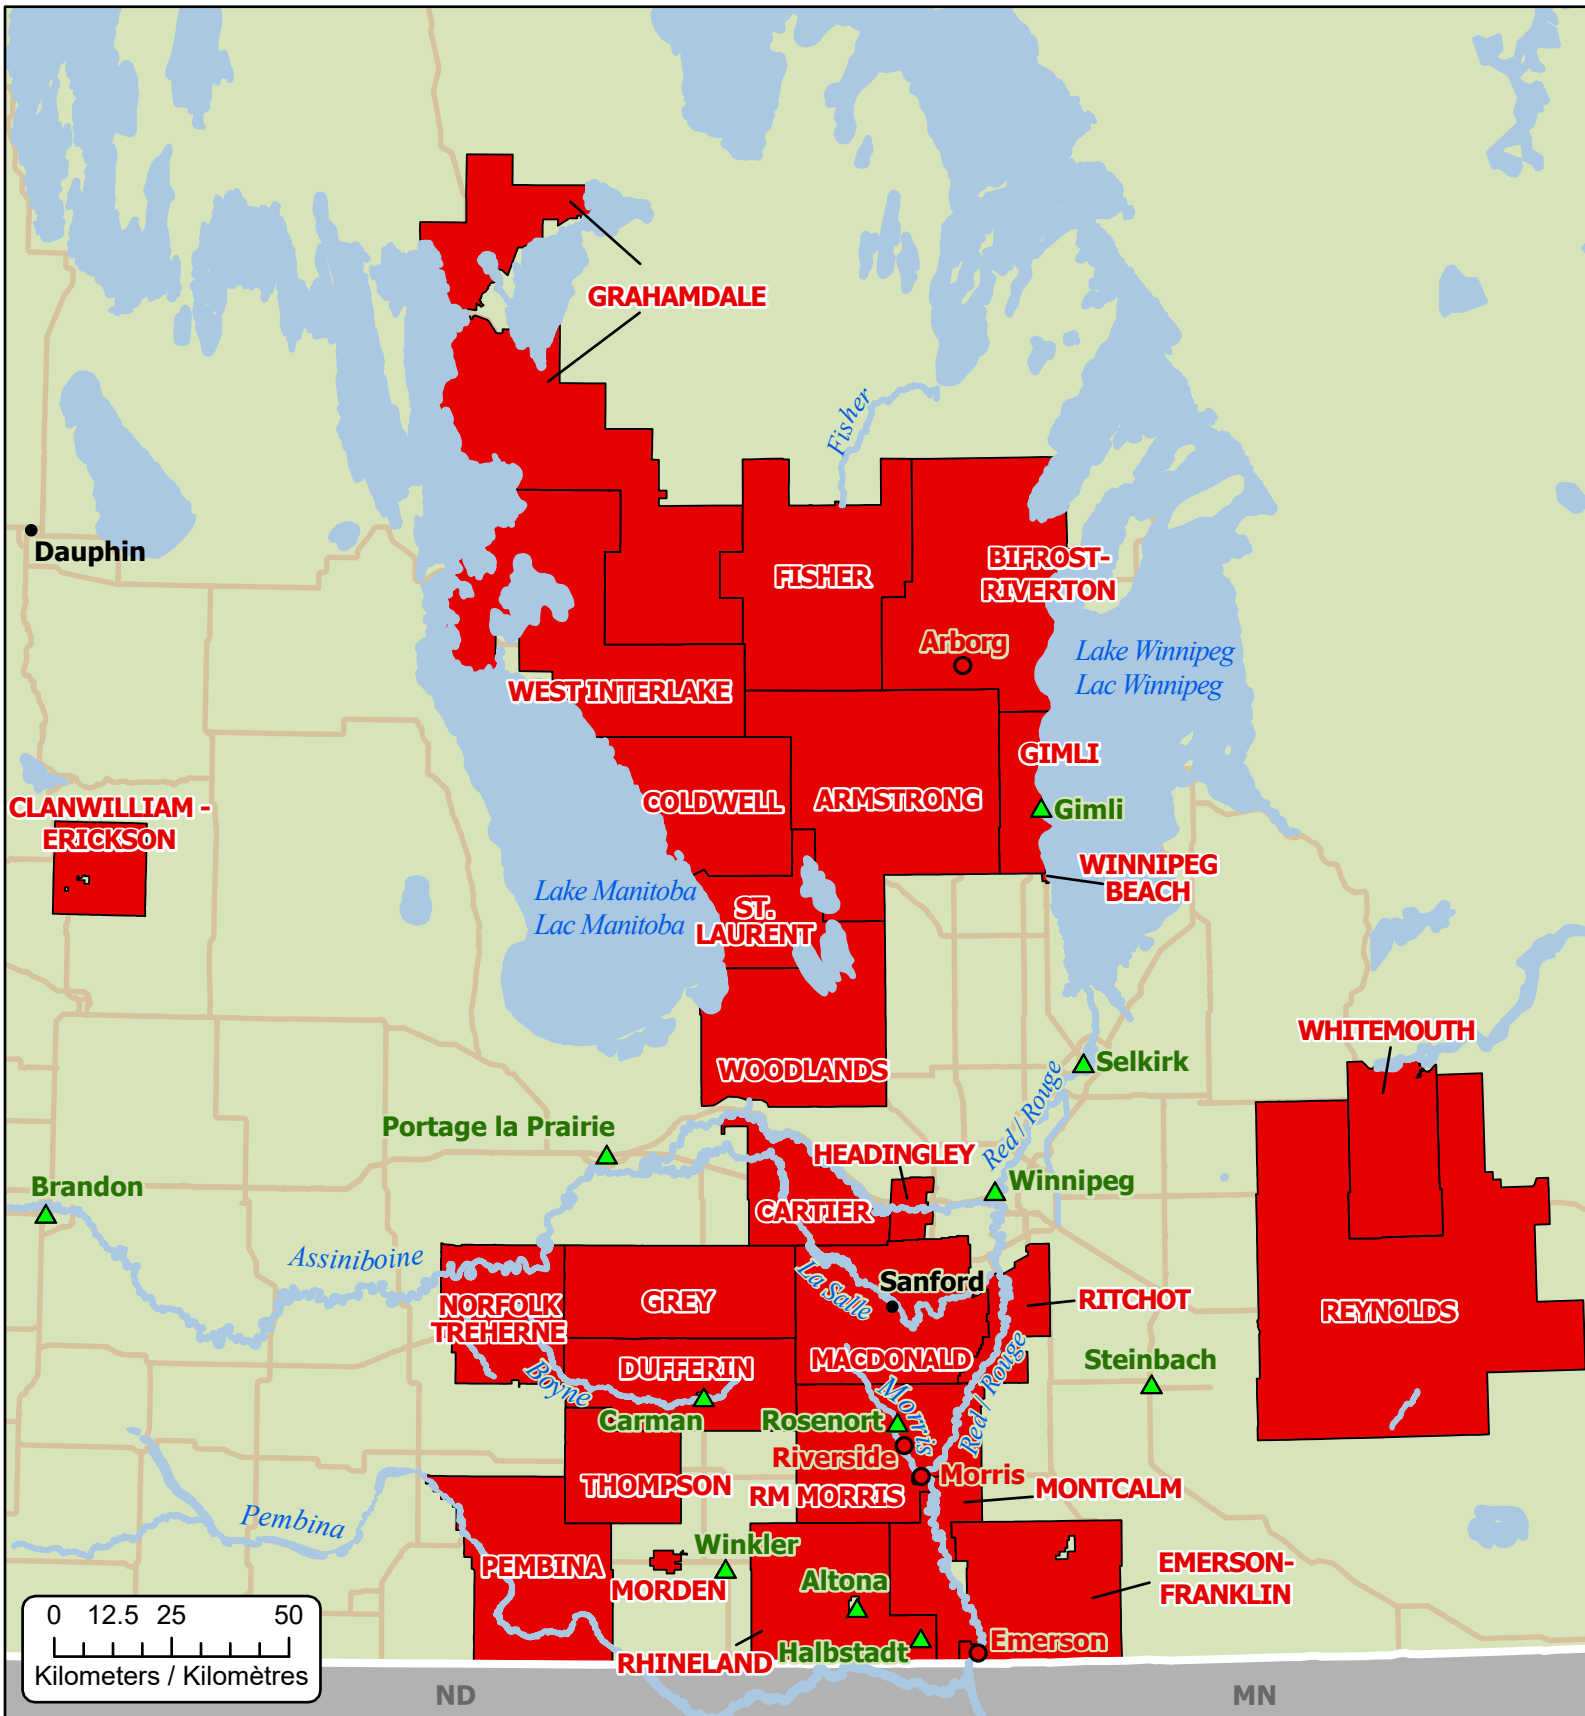 GRAHAMDALE
Fisher
Dauphin
FISHER
BIFROST-
RIVERTON
Arborg
Lake Winnipeg
Lac Winnipeg
WEST INTERLAKE
GIMLI
COLDWELL
ARMSTRONG
Gimli
CLANWILLIAM -
ERICKSON
WINNIPEG
BEACH
Lake Manitoba
Lac Manitoba
ST.
LAURENT
WHITEMOUTH
WOODLANDS
Selkirk
Red / Rouge
Portage la Prairie
HEADINGLEY
Winnipeg
Brandon
CARTIER
Assiniboine
La Salle
Sanford
NORFOLK
TREHERNE
GREY
RITCHOT
REYNOLDS
MACDONALD
Red / Rouge
Steinbach
DUFFERIN
Boyne
Morris
Carman
Rosenort
Riverside
Morris
THOMPSON
RM MORRIS
MONTCALM
Pembina
Winkler
PEMBINA
MORDEN
Altona
EMERSON-
FRANKLIN
Emerson
Halbstadt
RHINELAND
0 12.5 25 50
Kilometers / Kilomètres
ND
MN